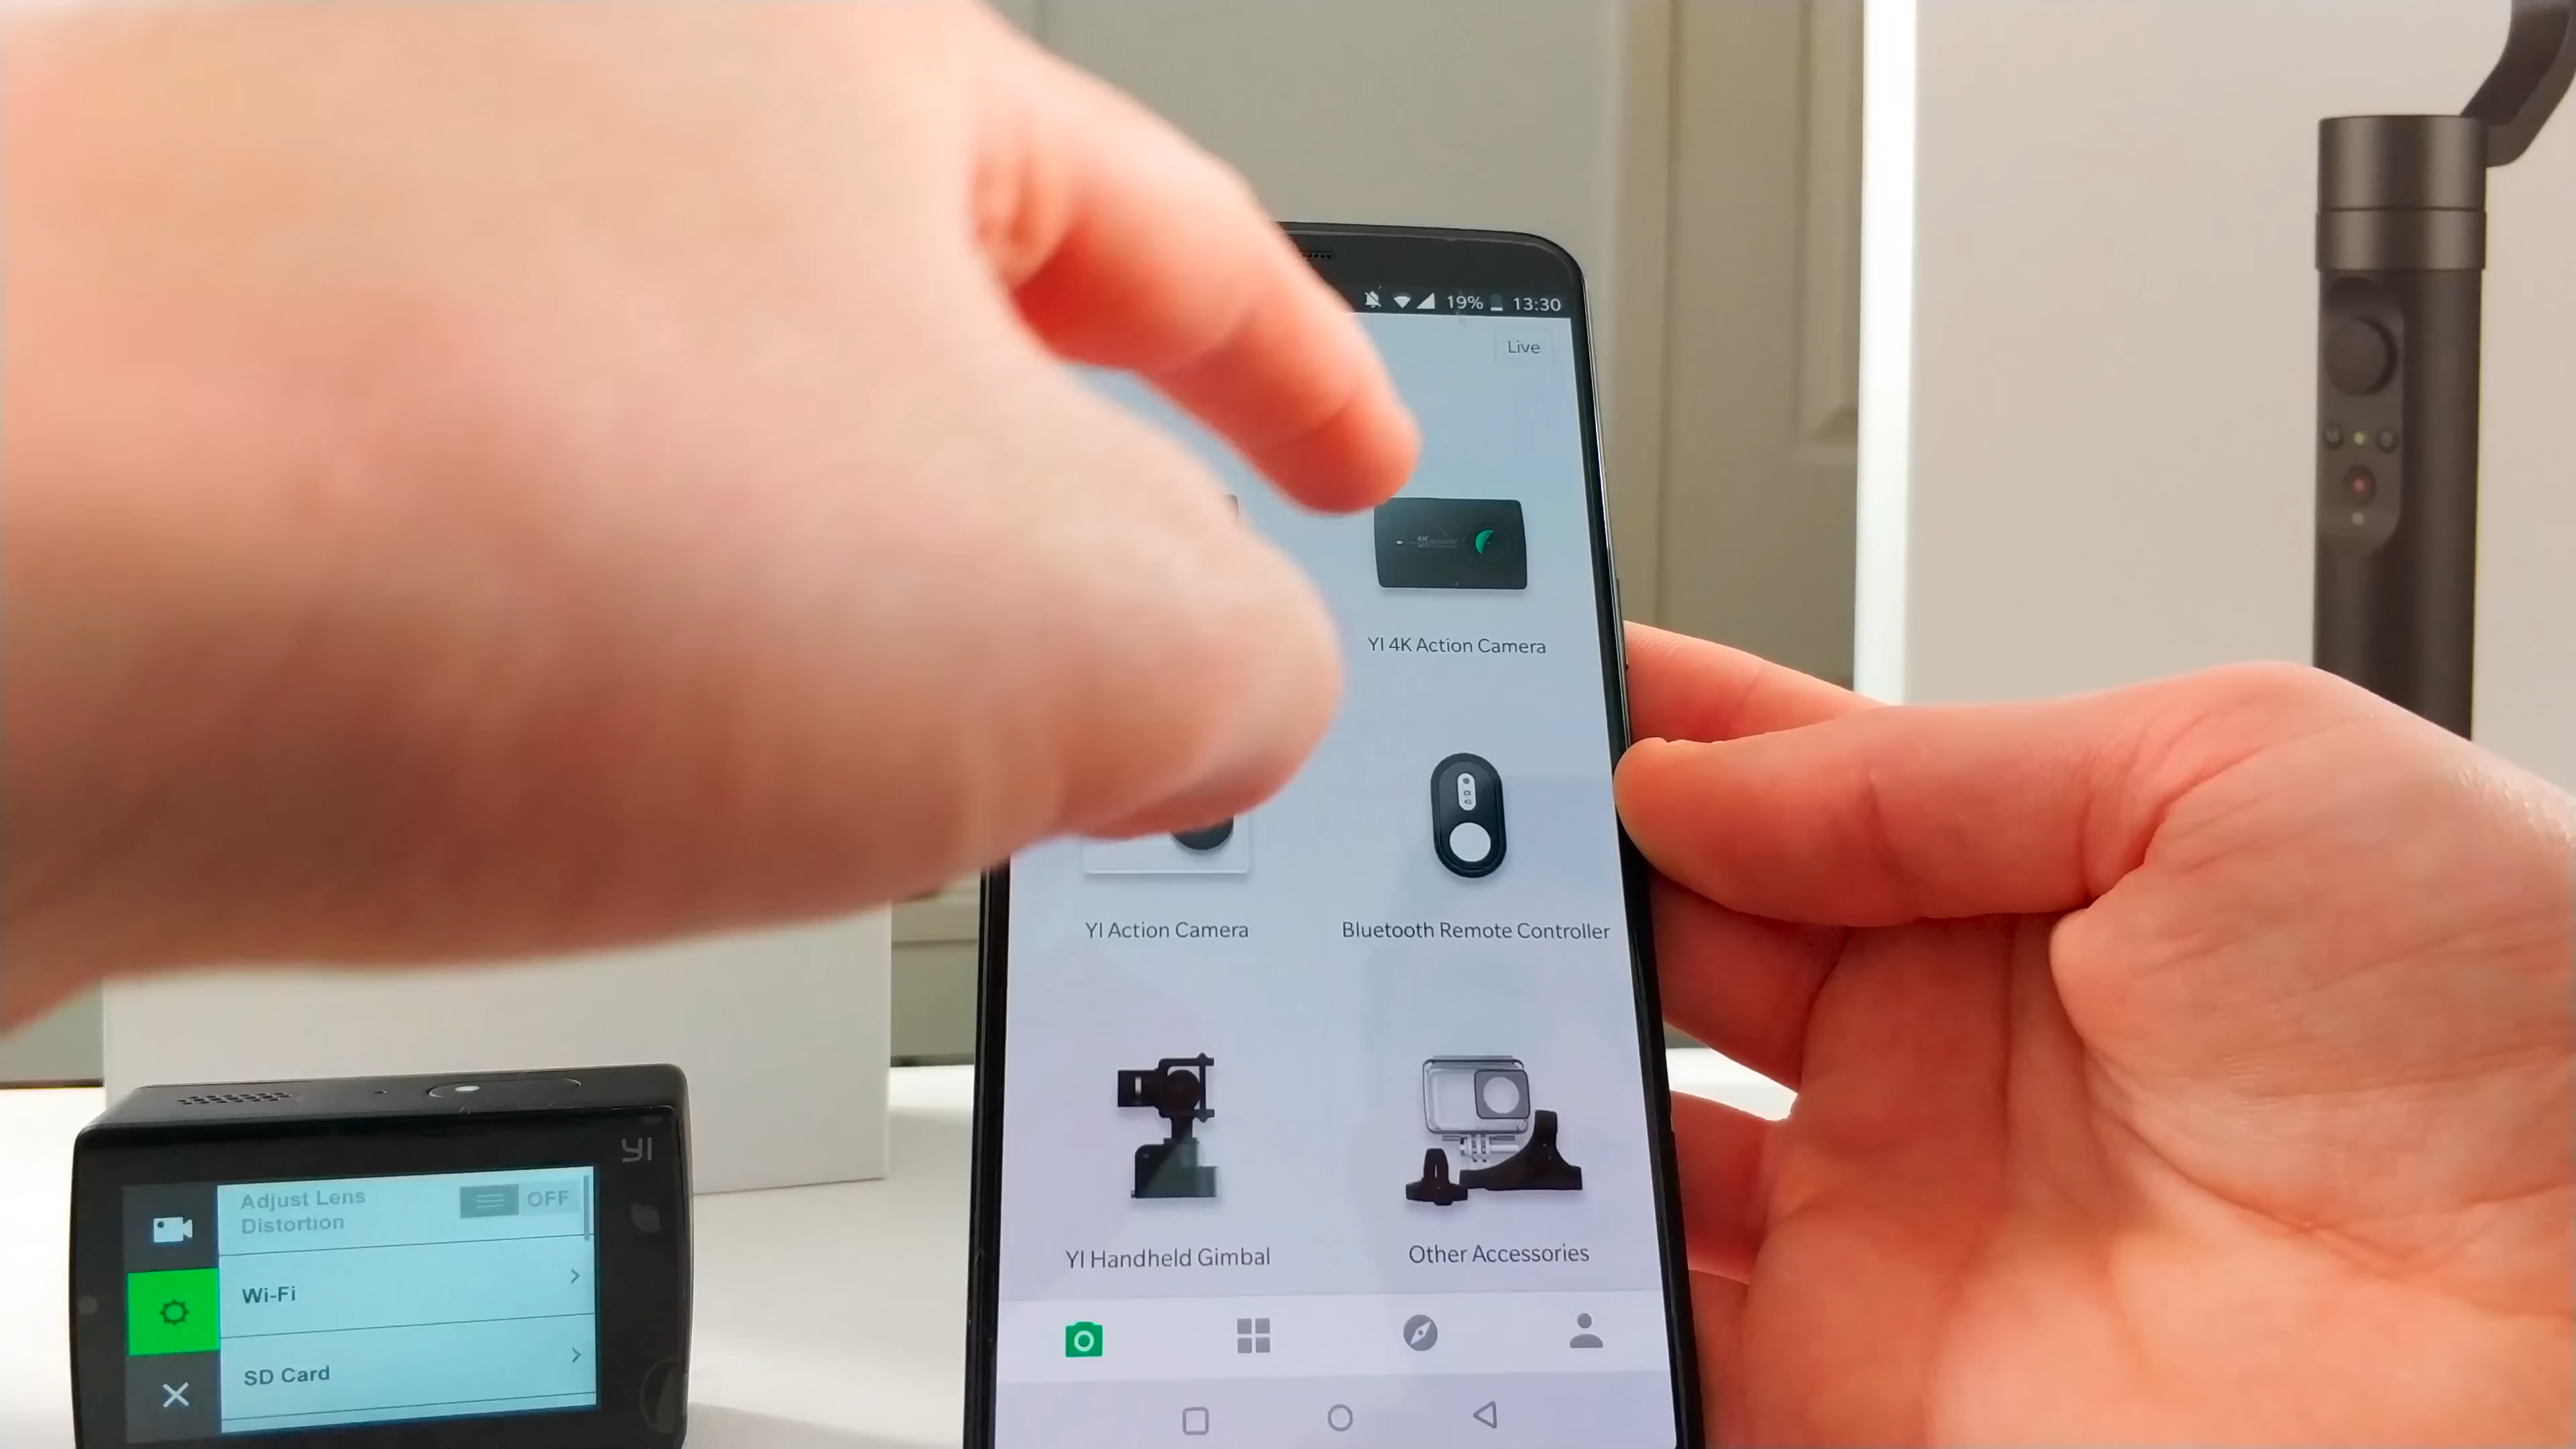 19% 13:30
Live
YI 4K Action Camera
YI Action Camera
Bluetooth Remote Controller
YI Handheld Gimbal
Other Accessories
YI
Adjust Lens
Distortion
OFF
Wi-Fi
SD Card